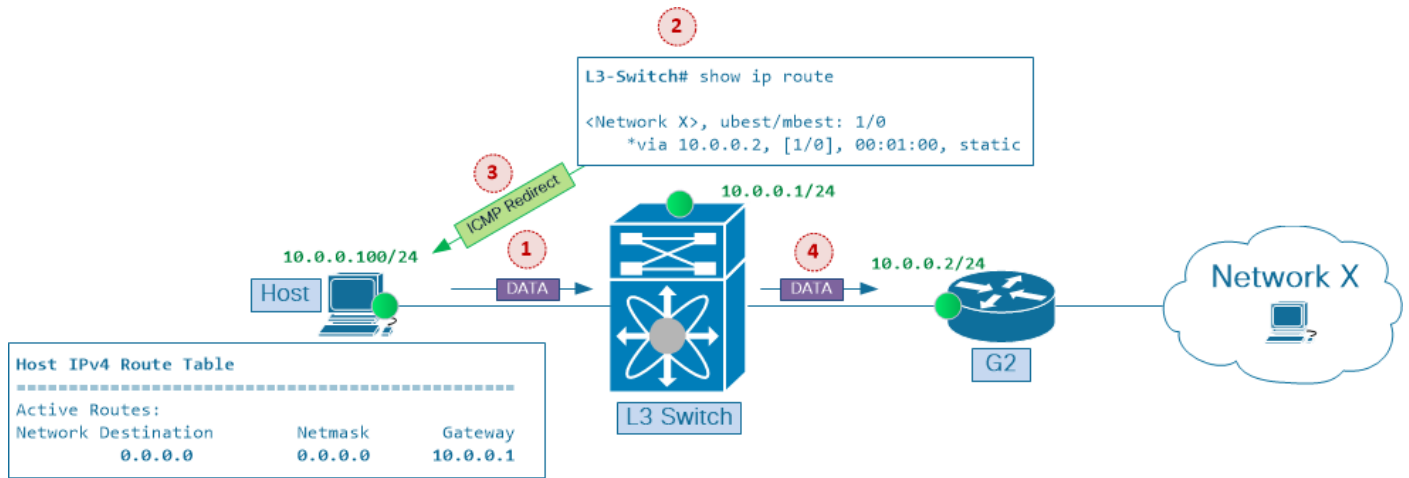 2
L3-Switch# show ip route
<Network X>, ubest/mbest: 1/0
*via 10.0.0.2, [1/0], 00:01:00, static
3
ICMP Redirect
10.0.0.1/24
10.0.0.100/24
1
DATA
4
DATA
10.0.0.2/24
Host
?
Network X
?
G2
L3 Switch
Host IPv4 Route Table
==================================================
Active Routes:
Network Destination Netmask Gateway
0.0.0.0 0.0.0.0 10.0.0.1